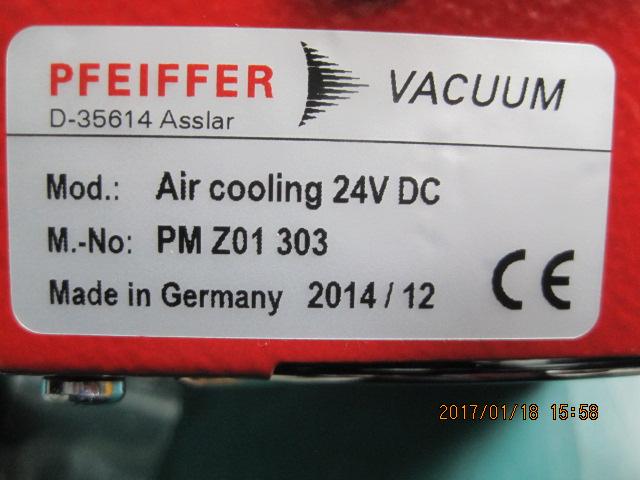 PFEIFFER VACUUM
D-35614 Asslar
Mod.: Air cooling 24V DC
M.-No: PM Z01 303
Made in Germany 2014 / 12 CE
2017/01/18 15:58